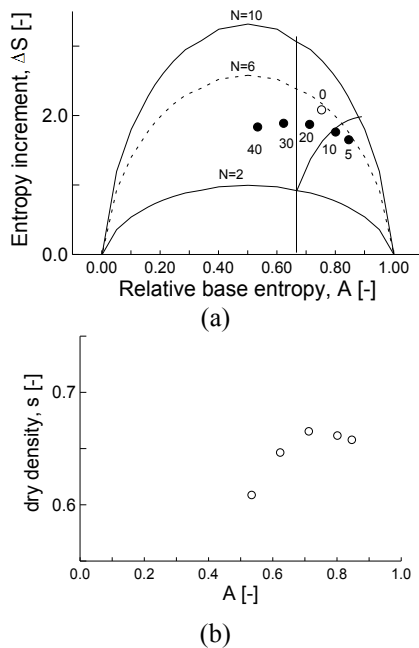 N=10
N=6
0
2.0
20
10
30
5
40
N=2
0.0
0.00 0.20 0.40 0.60 0.80 1.00
Entropy increment, ΔS [-]
Relative base entropy, A [-]
(a)
0.7
0.6
dry density, s [-]
0.0 0.2 0.4 0.6 0.8 1.0
A [-]
(b)